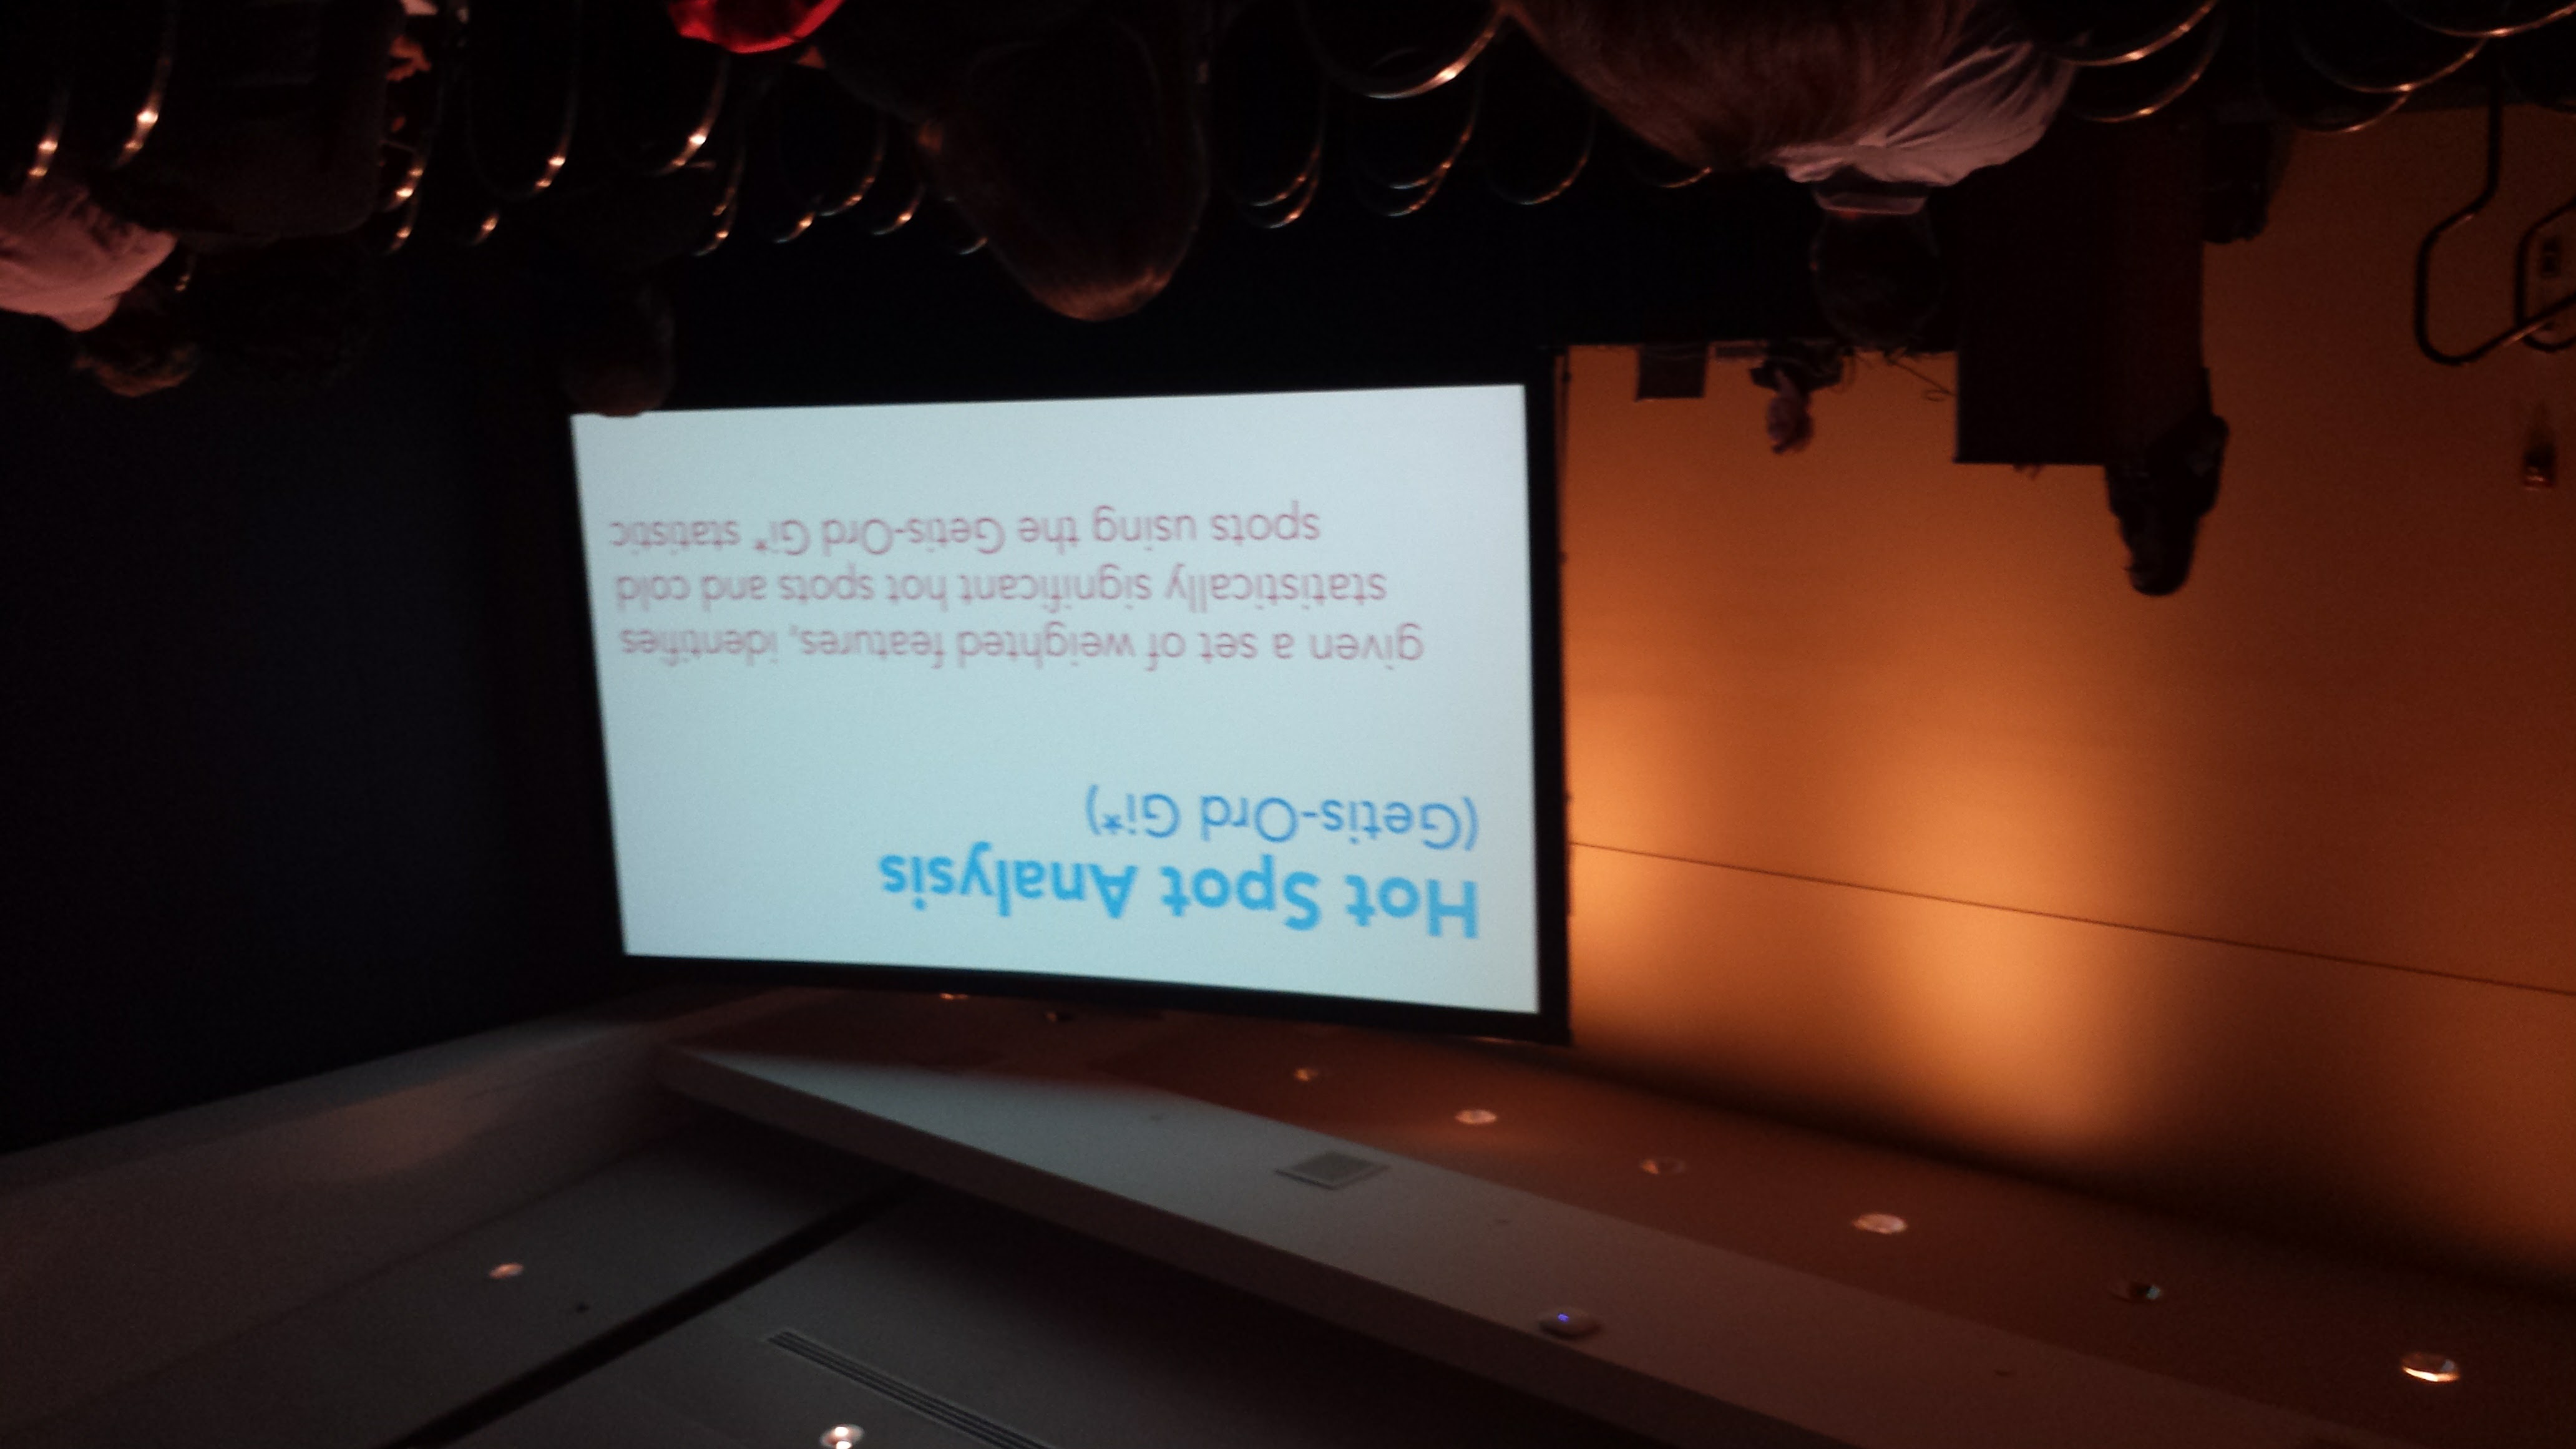 Hot Spot Analysis
(Getis-Ord Gi*)
given a set of weighted features, identifies
statistically significant hot spots and cold
spots using the Getis-Ord Gi* statistic